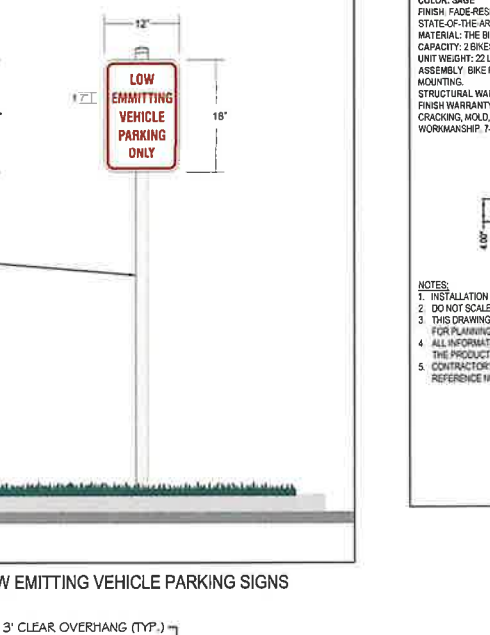 12"
LOW
EMMITTING
VEHICLE
PARKING
ONLY
18"
W EMITTING VEHICLE PARKING SIGNS
3' CLEAR OVERHANG (TYP.)
COLOR: SAGE
FINISH: FADE-RES
STATE-OF-THE-AR
MATERIAL: THE BI
CAPACITY: 2 BIKE
UNIT WEIGHT: 22 L
ASSEMBLY: BIKE
MOUNTING.
STRUCTURAL WA
FINISH WARRANTY
CRACKING, MOLD,
WORKMANSHIP. 7-
4.00"
NOTES:
1. INSTALLATION
2. DO NOT SCALE
3. THIS DRAWING
FOR PLANNING
4. ALL INFORMAT
THE PRODUCT
5. CONTRACTOR'
REFERENCE N